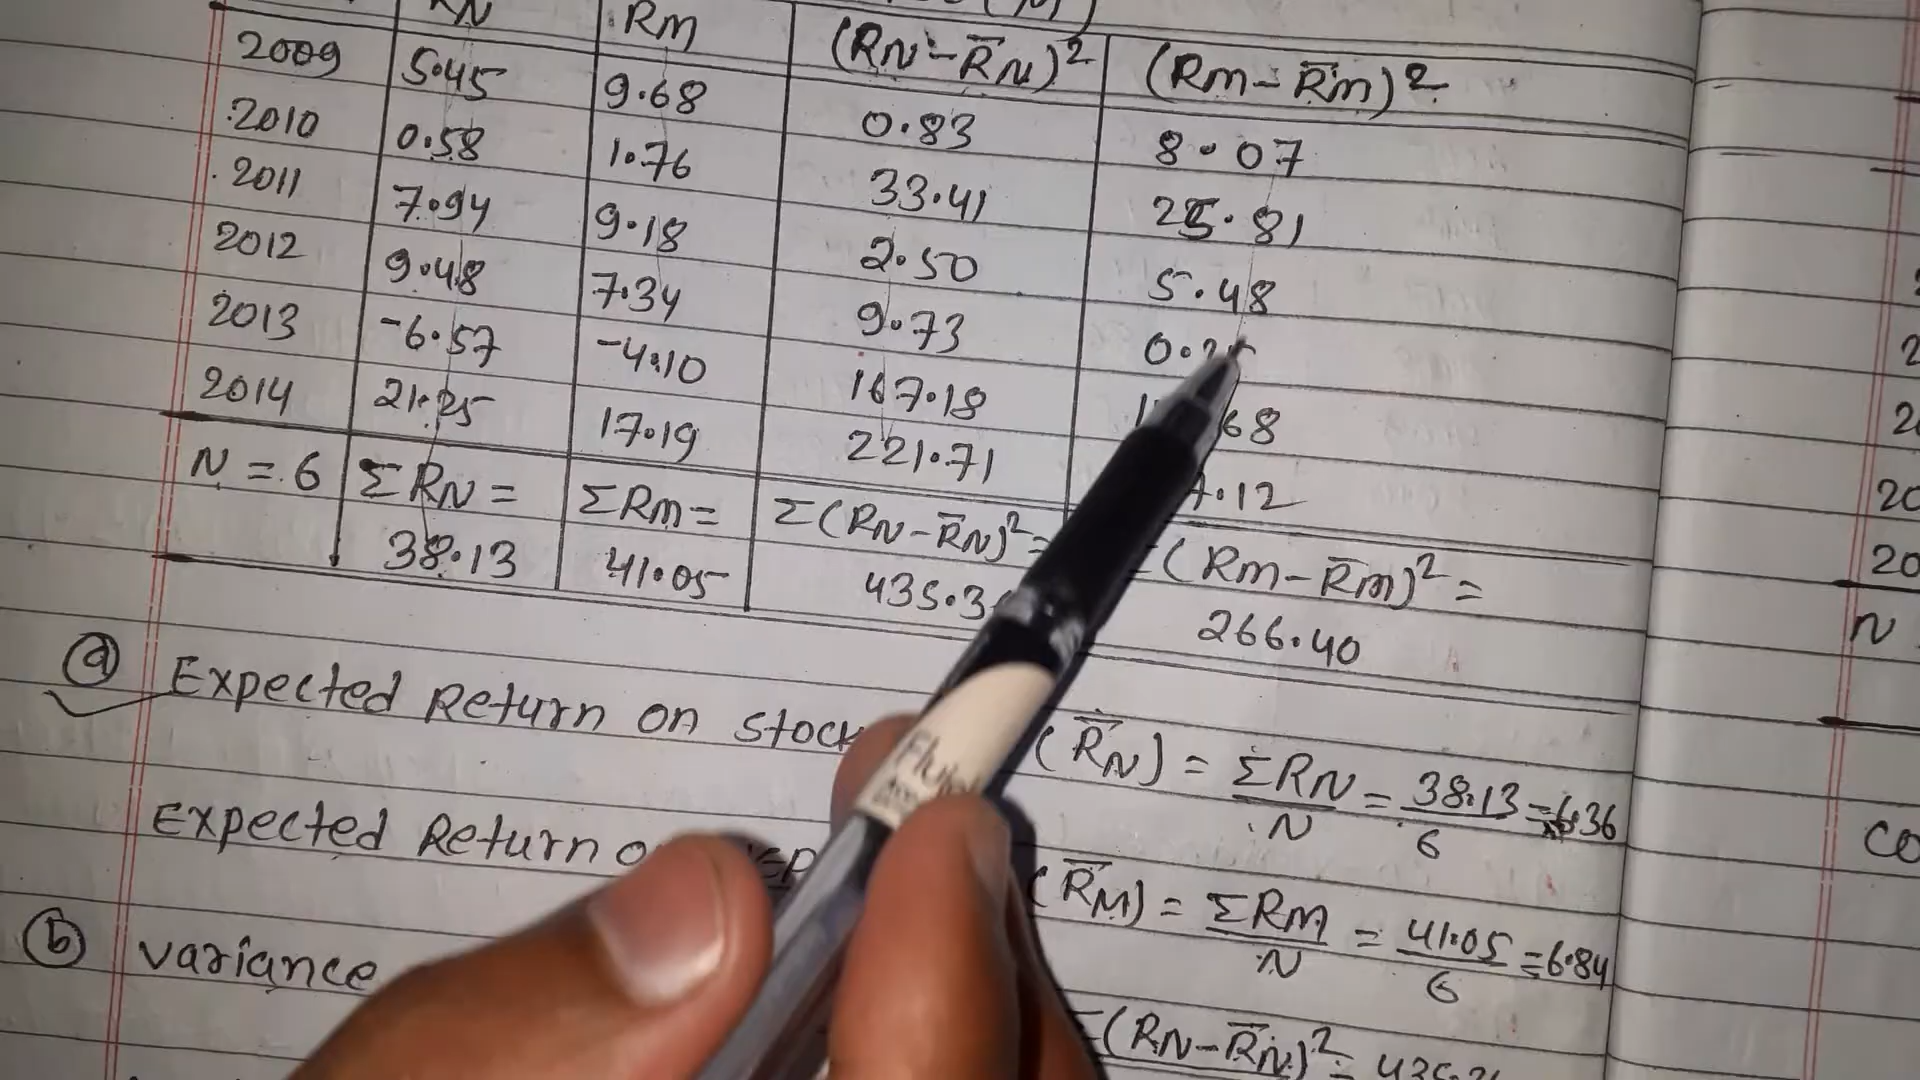 RN Rm (RN-R̅N)² (Rm-R̅m)²
2009 5.45 9.68 0.83 8.07
2010 0.58 1.76 33.41 25.81
2011 7.94 9.18 2.50 5.48
2012 9.48 7.34 9.73
2013 -6.57 -4.10 167.18
2014 21.25 17.19 221.71
N = 6 ΣRN = ΣRm = Σ(RN-R̅N)²= (Rm-R̅m)² =
38.13 41.05 266.40
ⓐ Expected Return on stock (R̅N) = ΣRN/N = 38.13/6 = 6.36
Expected Return (R̅M) = ΣRM/N = 41.05/6 = 6.84
ⓑ variance (RN-R̅N)² =
20
20
N